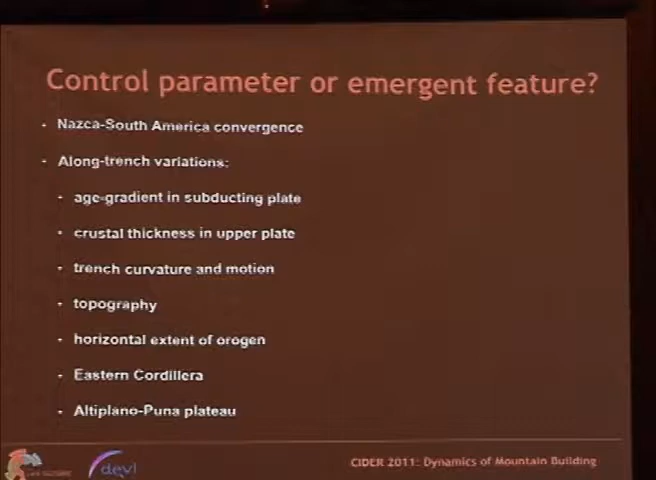 Control parameter or emergent feature?
Nazca-South America convergence
Along-trench variations:
age-gradient in subducting plate
crustal thickness in upper plate
trench curvature and motion
topography
horizontal extent of orogen
Eastern Cordillera
Altiplano-Puna plateau
devl
CIDER 2011: Dynamics of Mountain Building